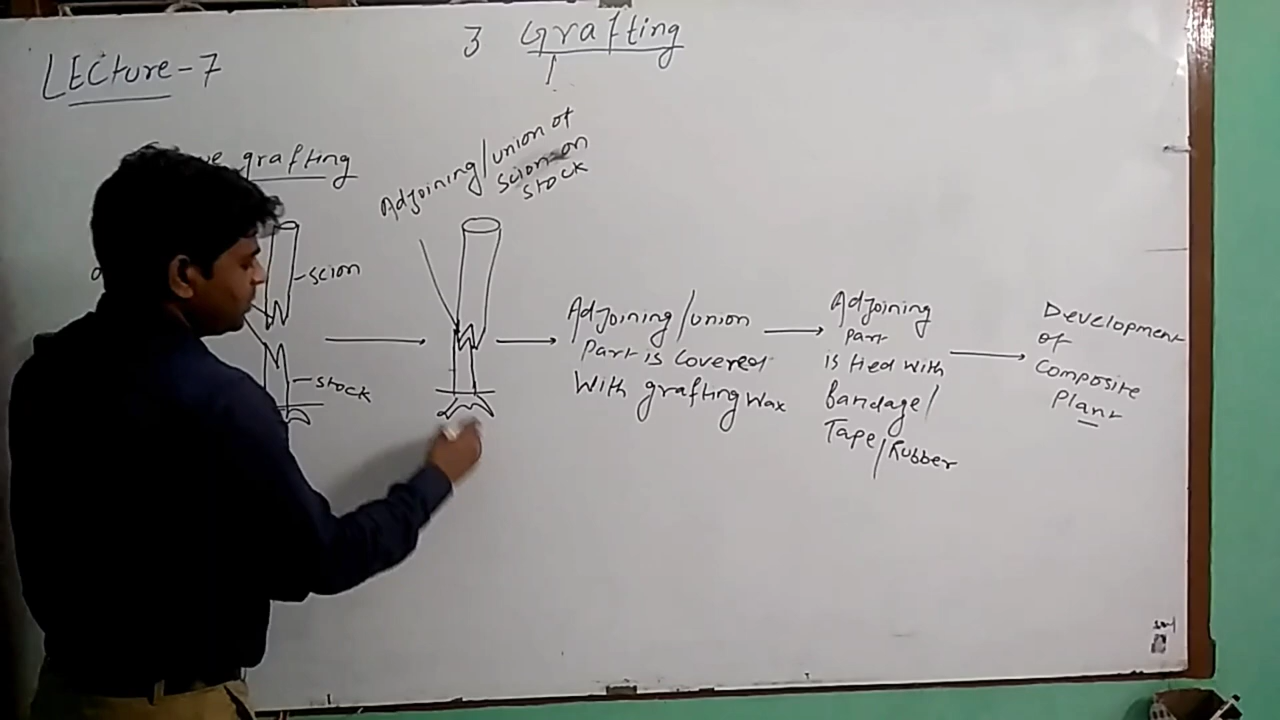 LECture-7
3 Grafting
grafting
Adjoining/union of
scion on
stock
scion
stock
Adjoining/union
Part is Covered
With grafting Wax
Adjoining
Part
is tied with
Bandage/
Tape/Rubber
Development
of
Composite
Plant